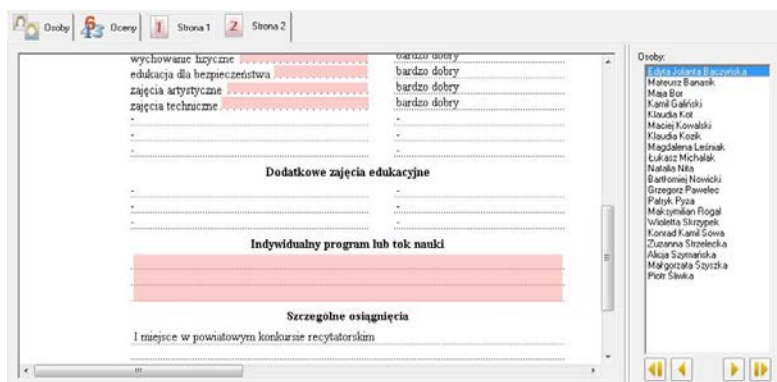 Osoby Oceny Strona 1 Strona 2
wychowanie fizyczne bardzo dobry
edukacja dla bezpieczeństwa bardzo dobry
zajęcia artystyczne bardzo dobry
zajęcia techniczne bardzo dobry
- -
- -
- -
Dodatkowe zajęcia edukacyjne
- -
- -
- -
Indywidualny program lub tok nauki
Szczególne osiągnięcia
I miejsce w powiatowym konkursie recytatorskim
Osoby:
Edyta Jolanta Baczyńska
Mateusz Banasik
Maja Bor
Kamil Galiński
Klaudia Kot
Maciej Kowalski
Klaudia Kozik
Magdalena Leśniak
Łukasz Michalak
Natalia Nita
Bartłomiej Nowicki
Grzegorz Pawelec
Patryk Pyza
Maksymilian Rogal
Wioletta Skrzypek
Konrad Kamil Sowa
Zuzanna Strzelecka
Alicja Szymańska
Małgorzata Szyszka
Piotr Śliwka